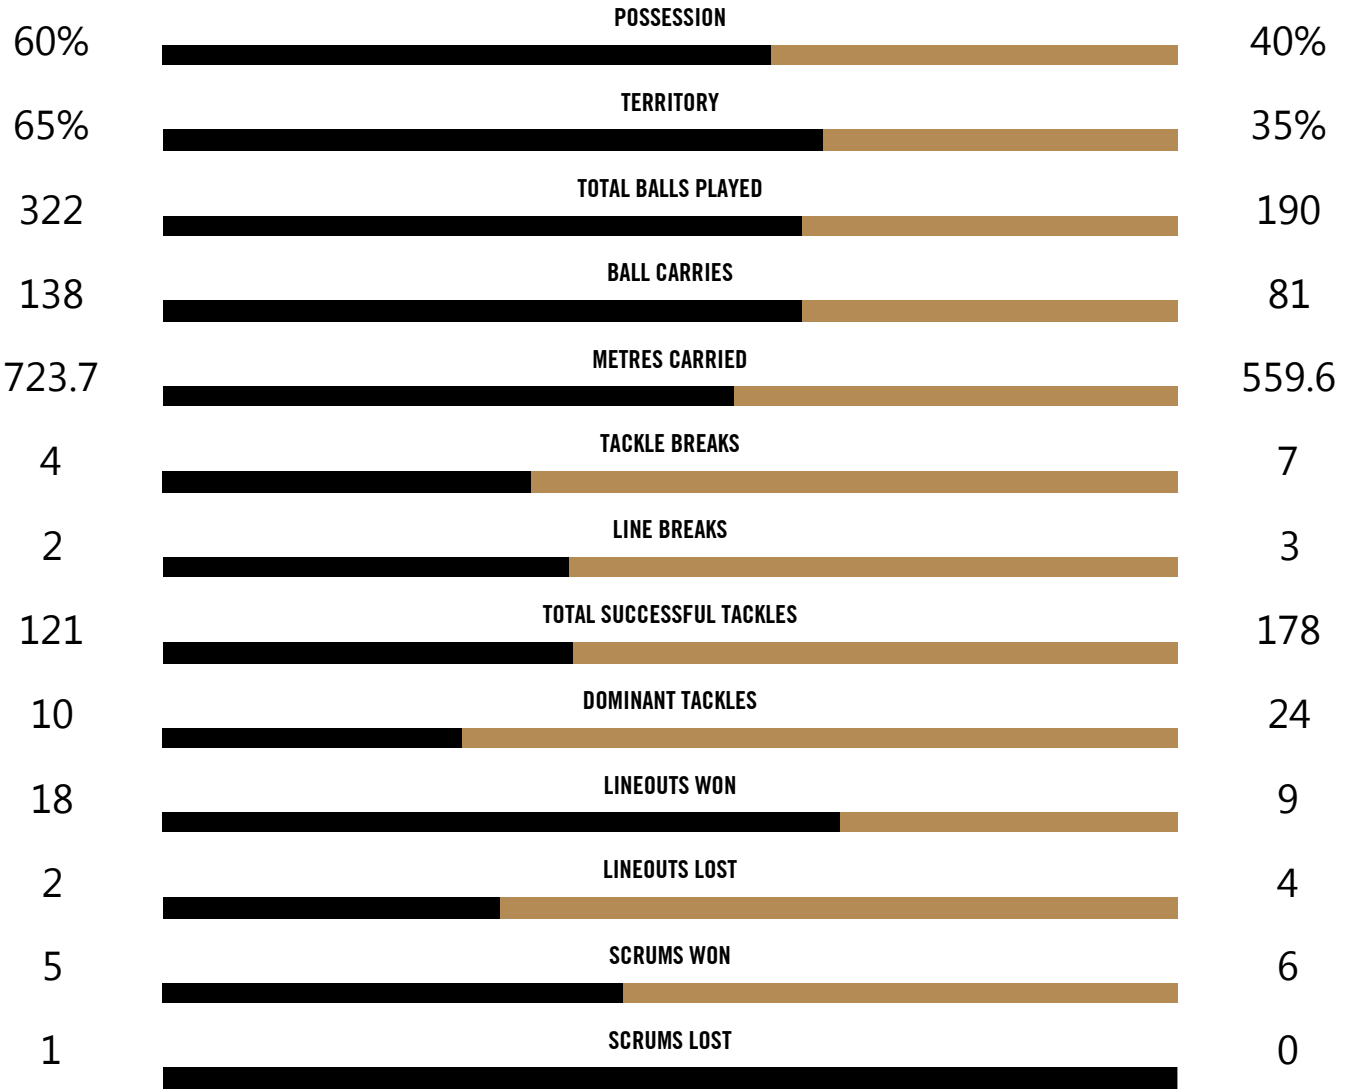 POSSESSION
60% 40%
TERRITORY
65% 35%
TOTAL BALLS PLAYED
322 190
BALL CARRIES
138 81
METRES CARRIED
723.7 559.6
TACKLE BREAKS
4 7
LINE BREAKS
2 3
TOTAL SUCCESSFUL TACKLES
121 178
DOMINANT TACKLES
10 24
LINEOUTS WON
18 9
LINEOUTS LOST
2 4
SCRUMS WON
5 6
SCRUMS LOST
1 0